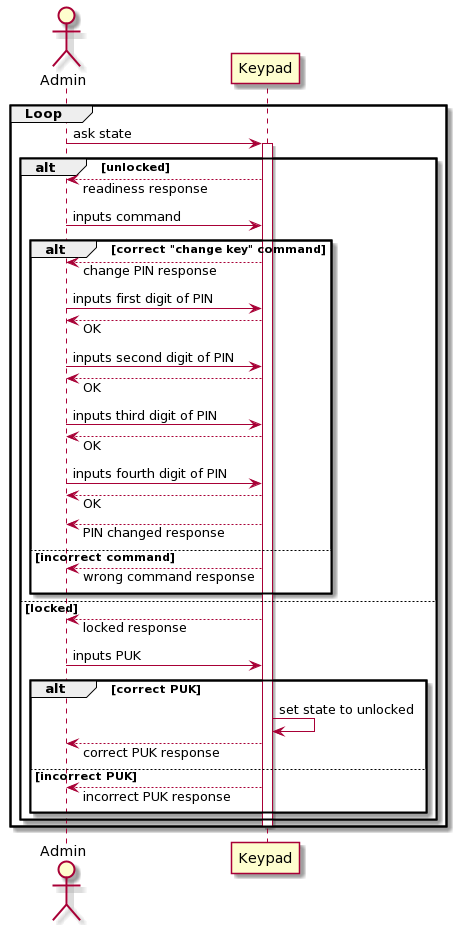 Admin
Keypad
Loop
ask state
alt [unlocked]
readiness response
inputs command
alt [correct "change key" command]
change PIN response
inputs first digit of PIN
OK
inputs second digit of PIN
OK
inputs third digit of PIN
OK
inputs fourth digit of PIN
OK
PIN changed response
[incorrect command]
wrong command response
[locked]
locked response
inputs PUK
alt [correct PUK]
set state to unlocked
correct PUK response
[incorrect PUK]
incorrect PUK response
Admin
Keypad